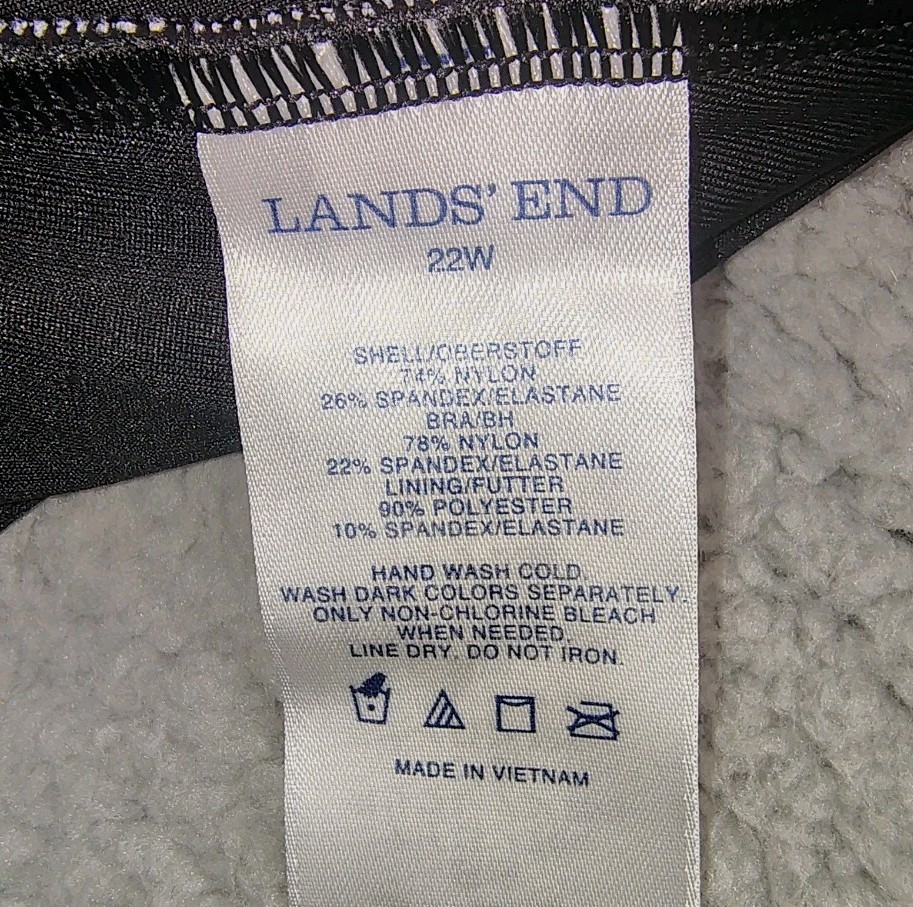 LANDS' END
22W
SHELL/OBERSTOFF
74% NYLON
26% SPANDEX/ELASTANE
BRA/BH
78% NYLON
22% SPANDEX/ELASTANE
LINING/FUTTER
90% POLYESTER
10% SPANDEX/ELASTANE
HAND WASH COLD.
WASH DARK COLORS SEPARATELY.
ONLY NON-CHLORINE BLEACH
WHEN NEEDED.
LINE DRY. DO NOT IRON.
MADE IN VIETNAM